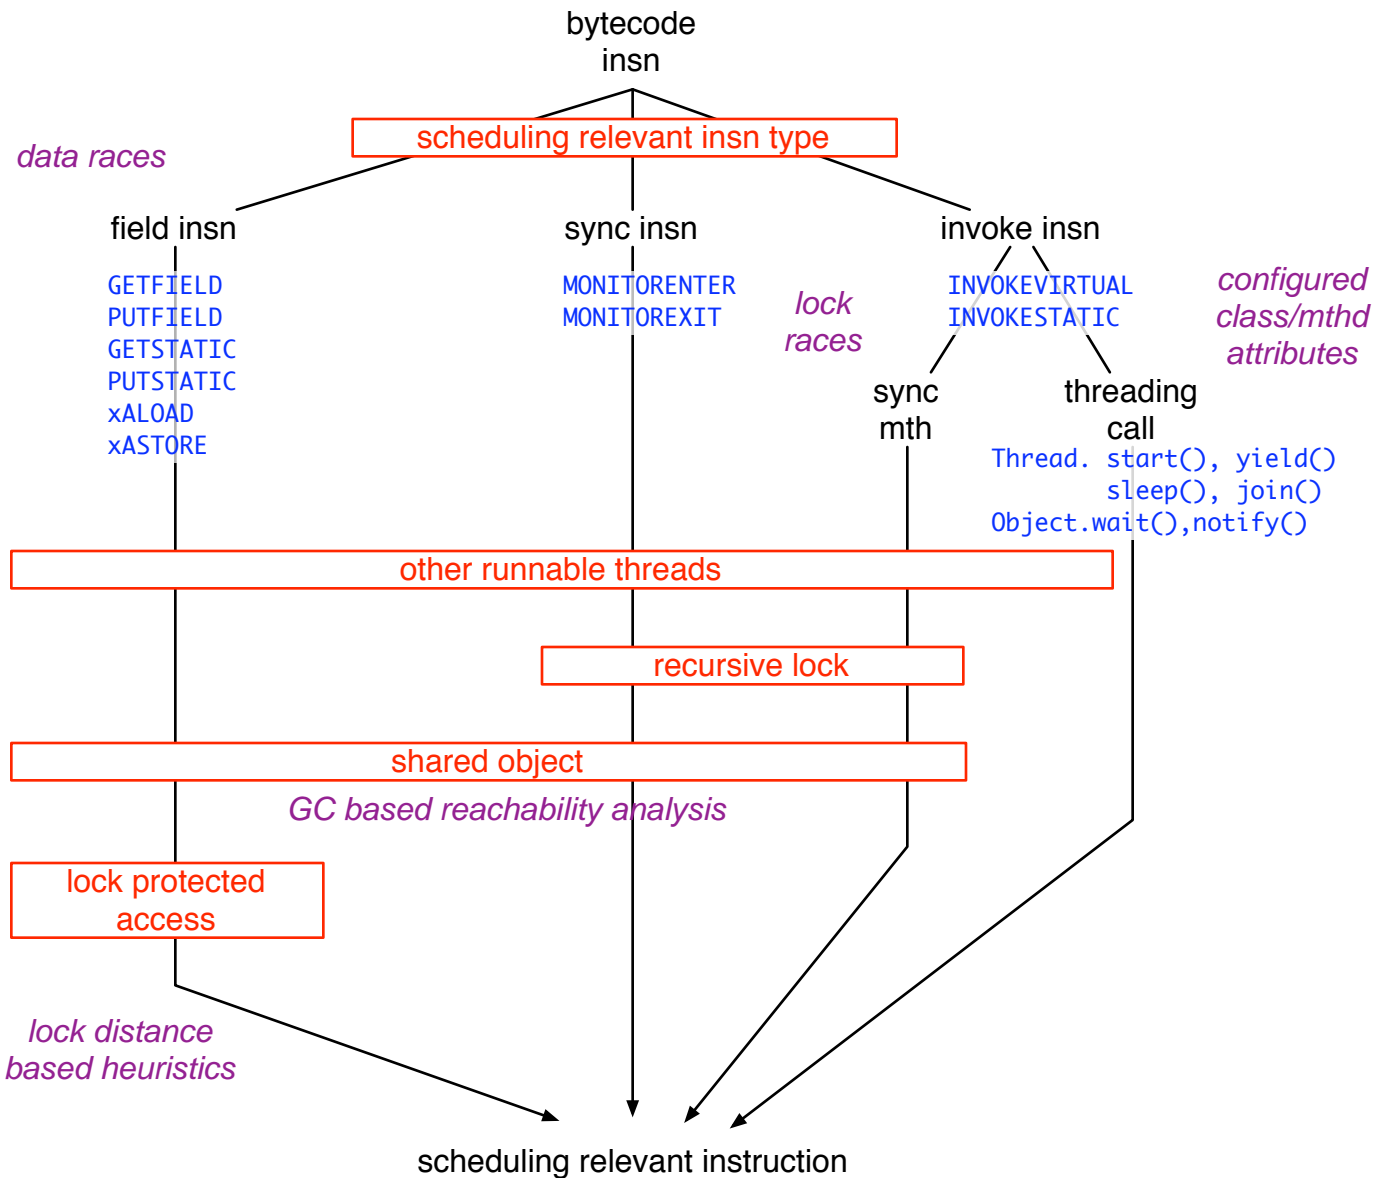 bytecode
insn
scheduling relevant insn type
data races
field insn
sync insn
invoke insn
GETFIELD
PUTFIELD
GETSTATIC
PUTSTATIC
xALOAD
xASTORE
MONITORENTER
MONITOREXIT
lock
races
INVOKEVIRTUAL
INVOKESTATIC
configured
class/mthd
attributes
sync
mth
threading
call
Thread. start(), yield()
sleep(), join()
Object.wait(),notify()
other runnable threads
recursive lock
shared object
GC based reachability analysis
lock protected
access
lock distance
based heuristics
scheduling relevant instruction